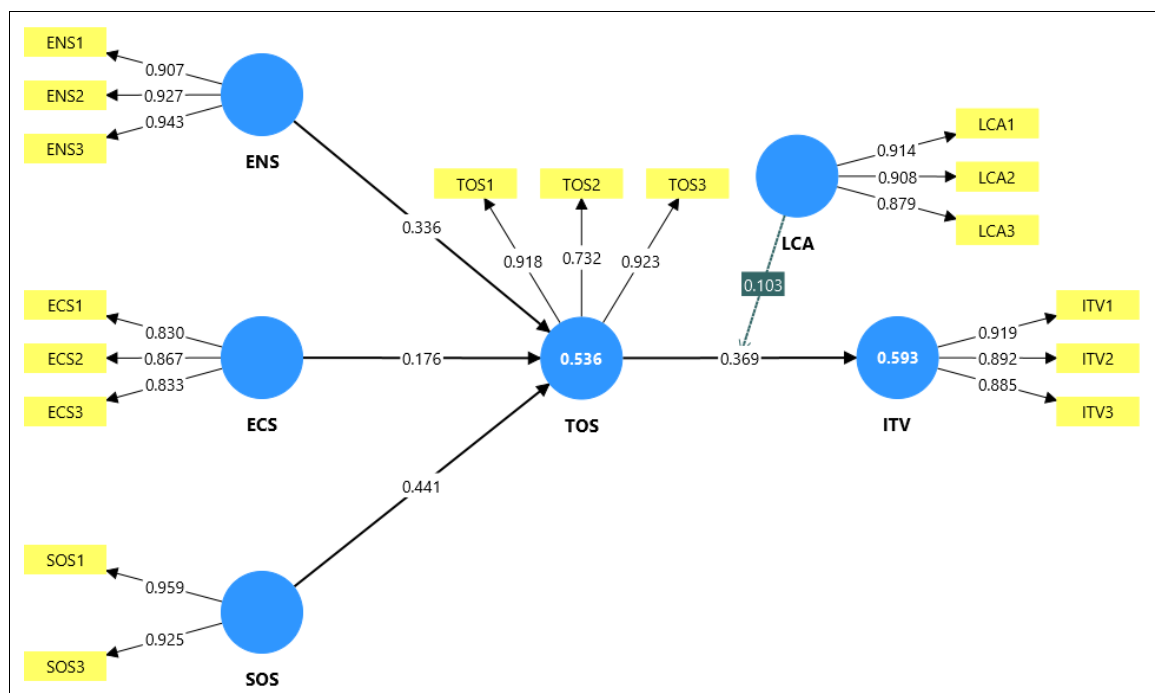 ENS1
0.907
ENS2
0.927
0.943
ENS3
ENS
LCA1
0.914
LCA2
0.908
0.879
LCA3
LCA
TOS1
TOS2
TOS3
0.336
0.918
0.732
0.923
0.103
ECS1
0.830
ECS2
0.867
0.833
ECS3
ECS
0.176
0.536
TOS
0.369
0.593
ITV
ITV1
0.919
ITV2
0.892
0.885
ITV3
0.441
SOS1
0.959
0.925
SOS3
SOS